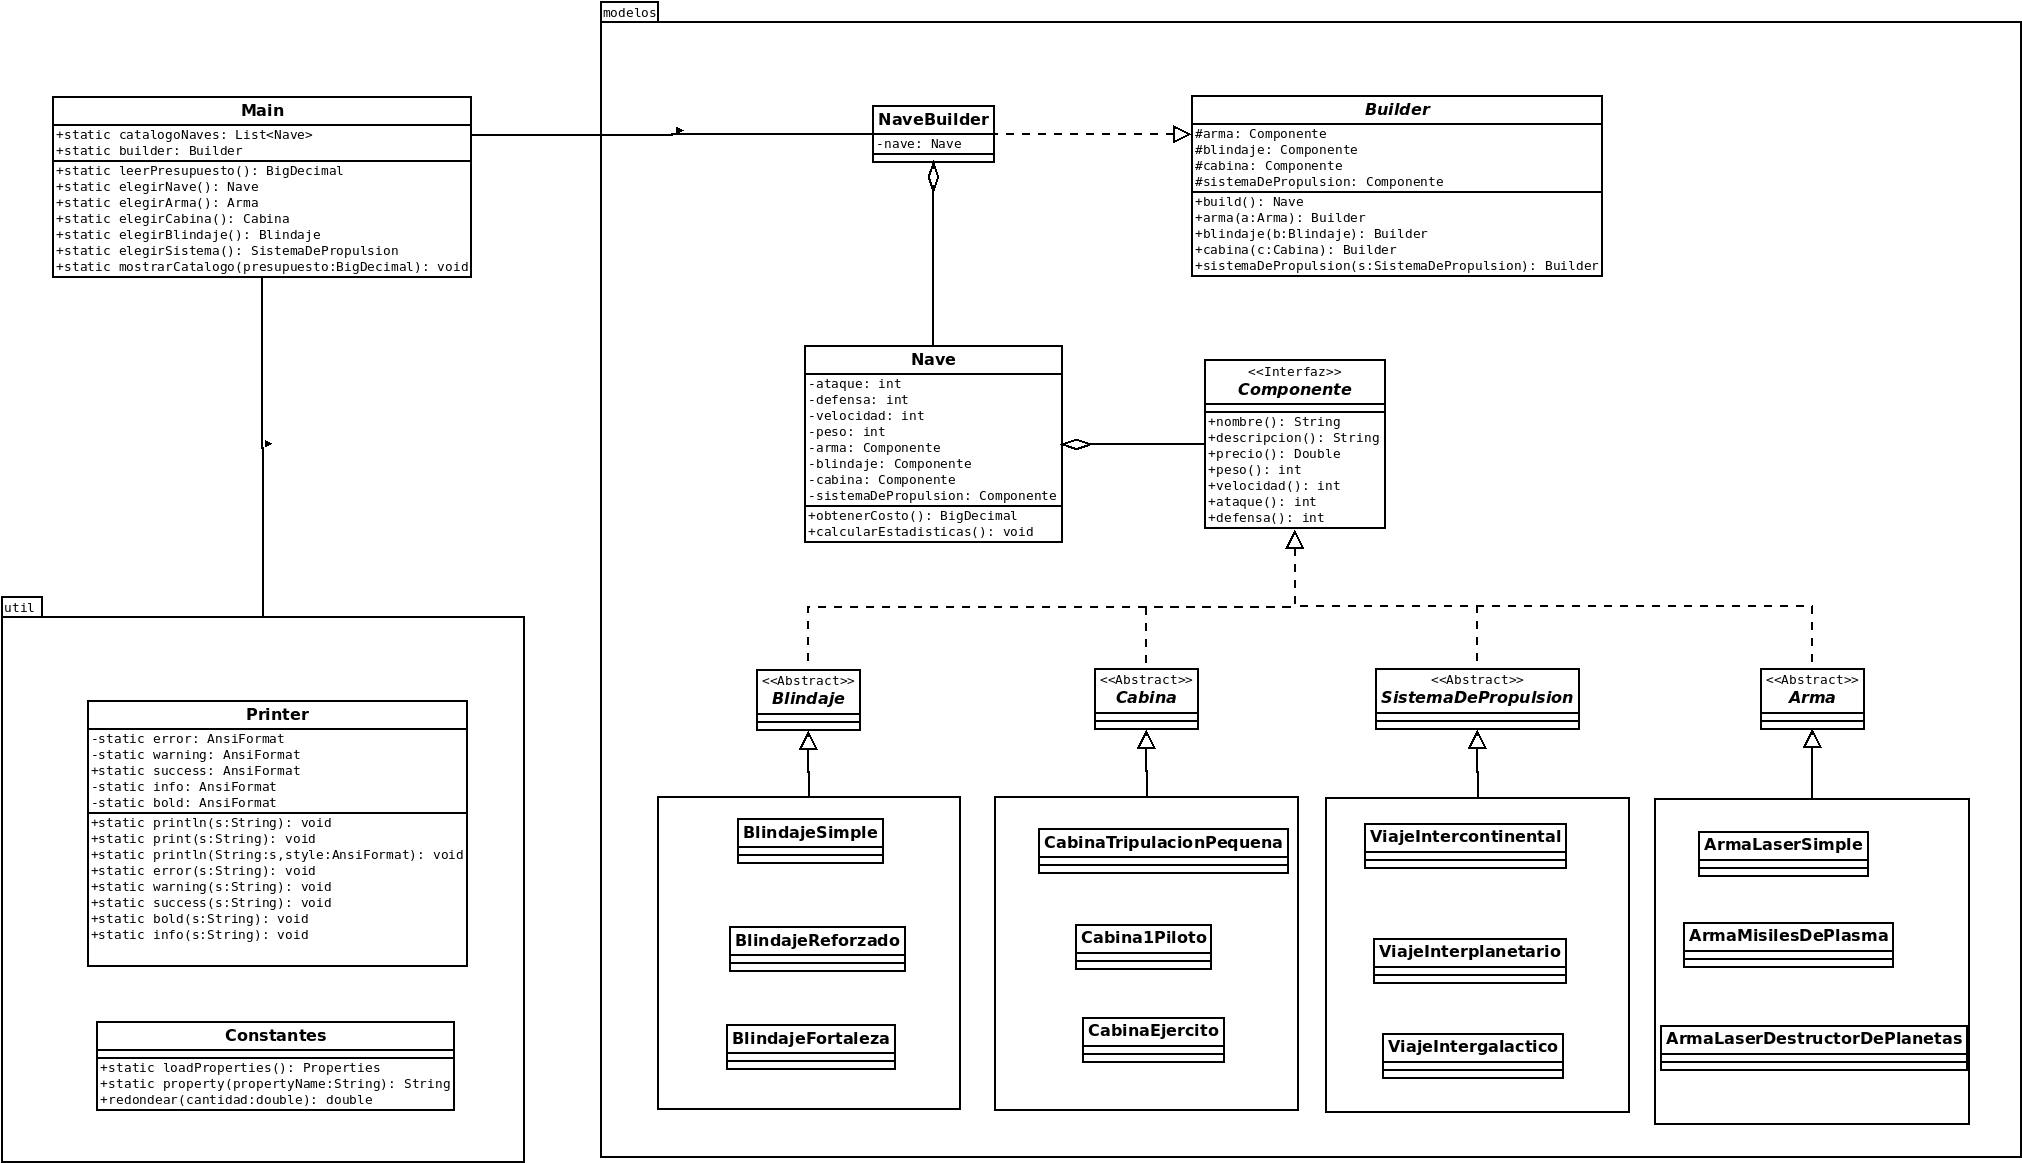 modelos
Main
+static catalogoNaves: List<Nave>
+static builder: Builder
+static leerPresupuesto(): BigDecimal
+static elegirNave(): Nave
+static elegirArma(): Arma
+static elegirCabina(): Cabina
+static elegirBlindaje(): Blindaje
+static elegirSistema(): SistemaDePropulsion
+static mostrarCatalogo(presupuesto:BigDecimal): void
NaveBuilder
-nave: Nave
Builder
#arma: Componente
#blindaje: Componente
#cabina: Componente
#sistemaDePropulsion: Componente
+build(): Nave
+arma(a:Arma): Builder
+blindaje(b:Blindaje): Builder
+cabina(c:Cabina): Builder
+sistemaDePropulsion(s:SistemaDePropulsion): Builder
Nave
-ataque: int
-defensa: int
-velocidad: int
-peso: int
-arma: Componente
-blindaje: Componente
-cabina: Componente
-sistemaDePropulsion: Componente
+obtenerCosto(): BigDecimal
+calcularEstadisticas(): void
<<Interfaz>>
Componente
+nombre(): String
+descripcion(): String
+precio(): Double
+peso(): int
+velocidad(): int
+ataque(): int
+defensa(): int
util
Printer
-static error: AnsiFormat
-static warning: AnsiFormat
+static success: AnsiFormat
-static info: AnsiFormat
-static bold: AnsiFormat
+static println(s:String): void
+static print(s:String): void
+static println(String:s,style:AnsiFormat): void
+static error(s:String): void
+static warning(s:String): void
+static success(s:String): void
+static bold(s:String): void
+static info(s:String): void
Constantes
+static loadProperties(): Properties
+static property(propertyName:String): String
+redondear(cantidad:double): double
<<Abstract>>
Blindaje
<<Abstract>>
Cabina
<<Abstract>>
SistemaDePropulsion
<<Abstract>>
Arma
BlindajeSimple
BlindajeReforzado
BlindajeFortaleza
CabinaTripulacionPequena
Cabina1Piloto
CabinaEjercito
ViajeIntercontinental
ViajeInterplanetario
ViajeIntergalactico
ArmaLaserSimple
ArmaMisilesDePlasma
ArmaLaserDestructorDePlanetas